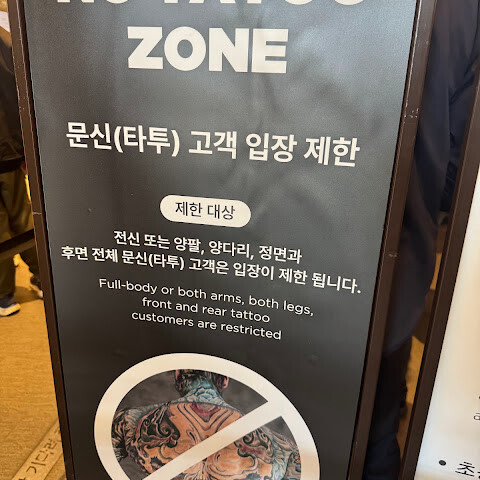 NO TATTOO
ZONE
문신(타투) 고객 입장 제한
제한 대상
전신 또는 양팔, 양다리, 정면과
후면 전체 문신(타투) 고객은 입장이 제한 됩니다.
Full-body or both arms, both legs,
front and rear tattoo
customers are restricted